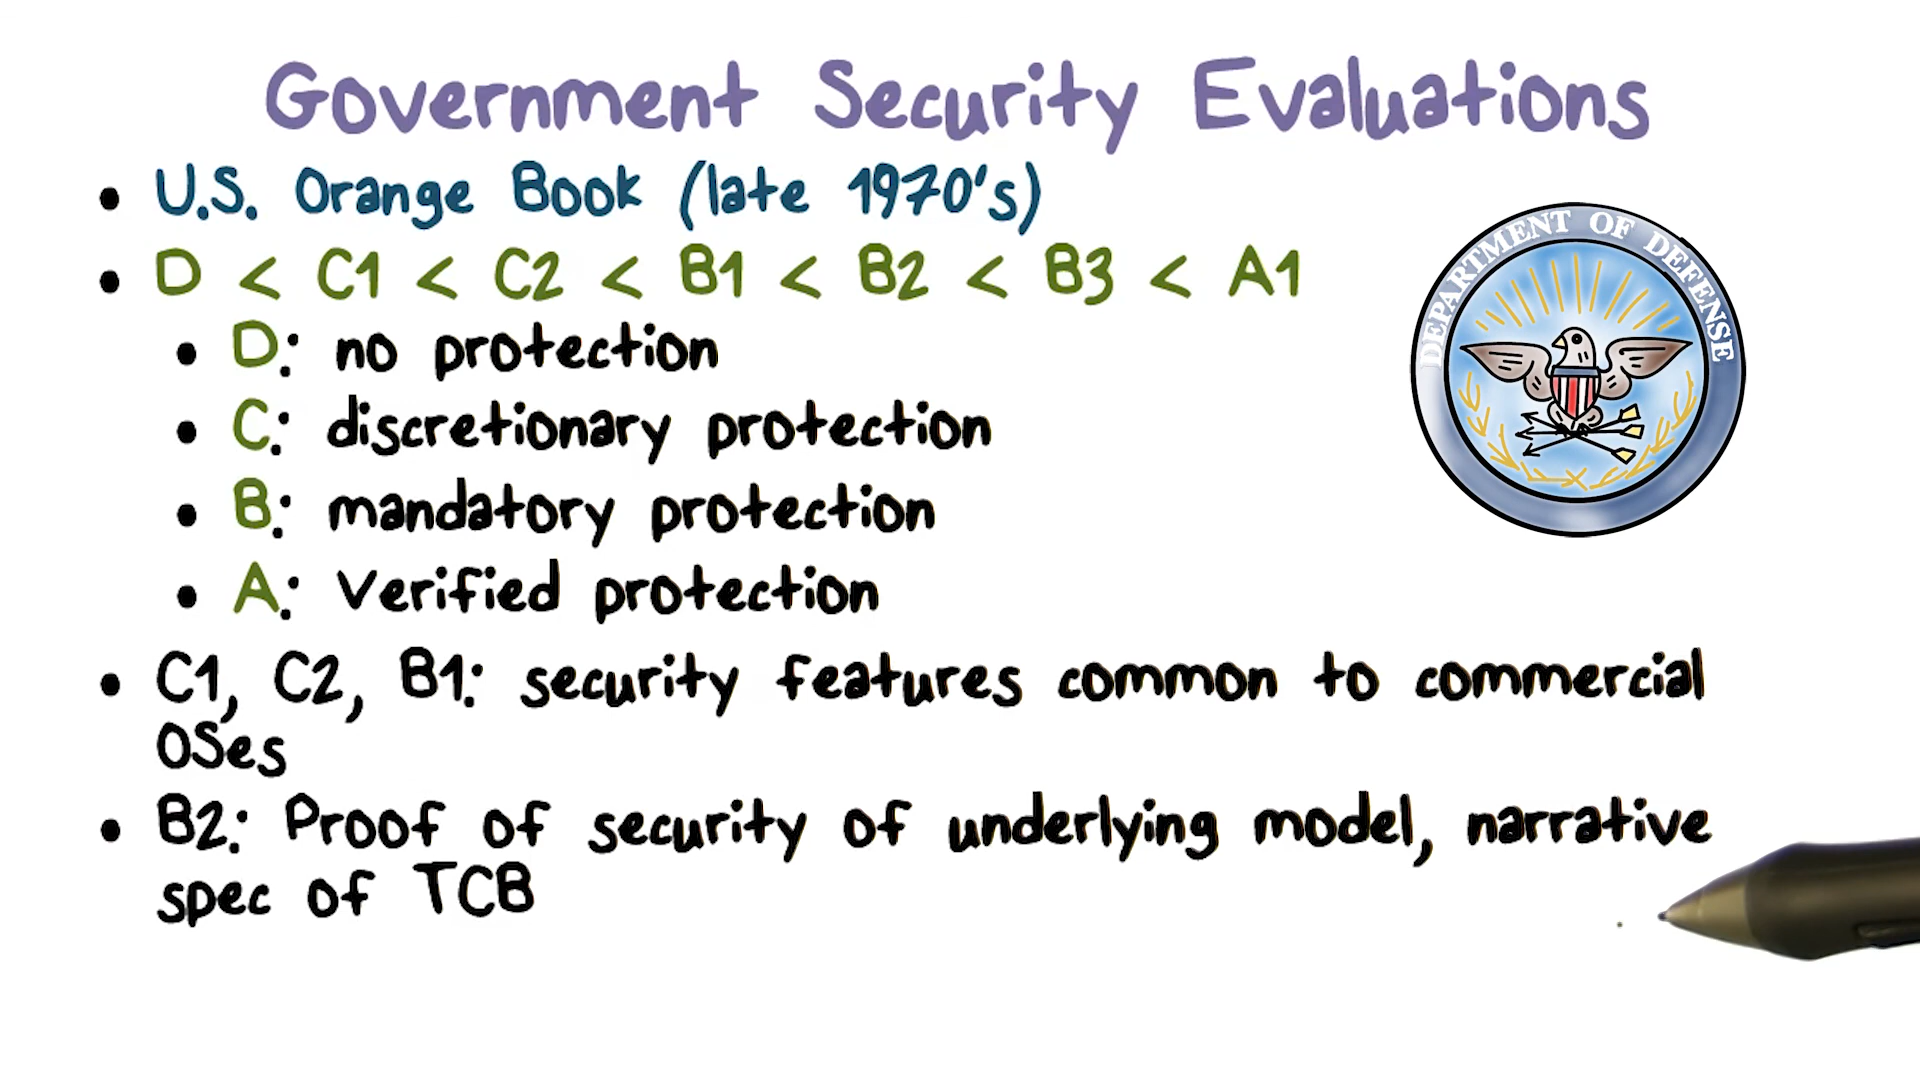 Government Security Evaluations
• U.S. Orange Book (late 1970's)
• D < C1 < C2 < B1 < B2 < B3 < A1
• D: no protection
• C: discretionary protection
• B: mandatory protection
• A: Verified protection
DEPARTMENT OF DEFENSE
• C1, C2, B1: security features common to commercial
OSes
• B2: Proof of security of underlying model, narrative
spec of TCB